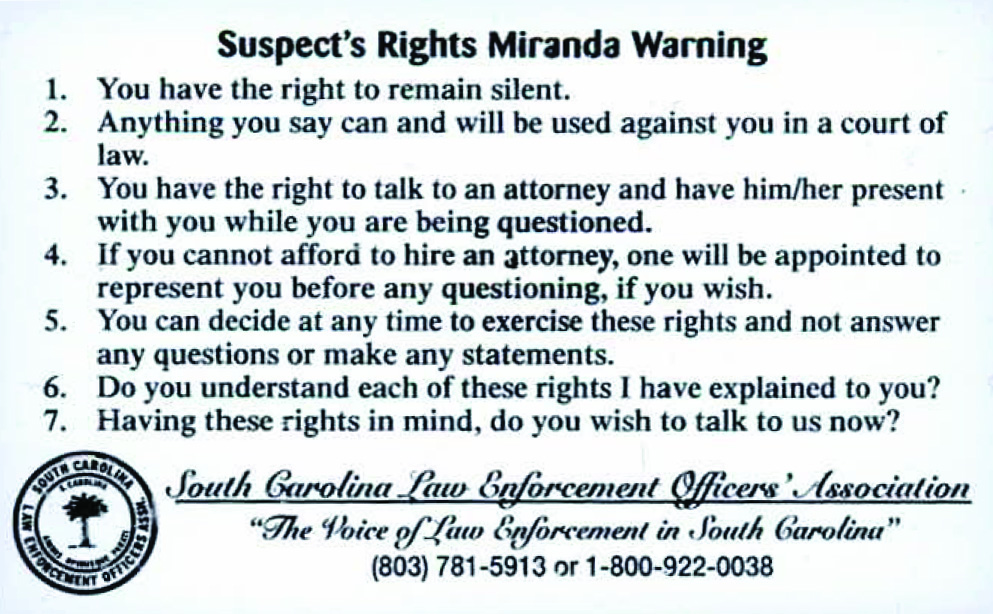 Suspect's Rights Miranda Warning
1. You have the right to remain silent.
2. Anything you say can and will be used against you in a court of
law.
3. You have the right to talk to an attorney and have him/her present
with you while you are being questioned.
4. If you cannot afford to hire an attorney, one will be appointed to
represent you before any questioning, if you wish.
5. You can decide at any time to exercise these rights and not answer
any questions or make any statements.
6. Do you understand each of these rights I have explained to you?
7. Having these rights in mind, do you wish to talk to us now?
SOUTH CAROLINA
LAW ENFORCEMENT OFFICERS ASSN.
S. CAROLINA
South Carolina Law Enforcement Officers' Association
"The Voice of Law Enforcement in South Carolina"
(803) 781-5913 or 1-800-922-0038